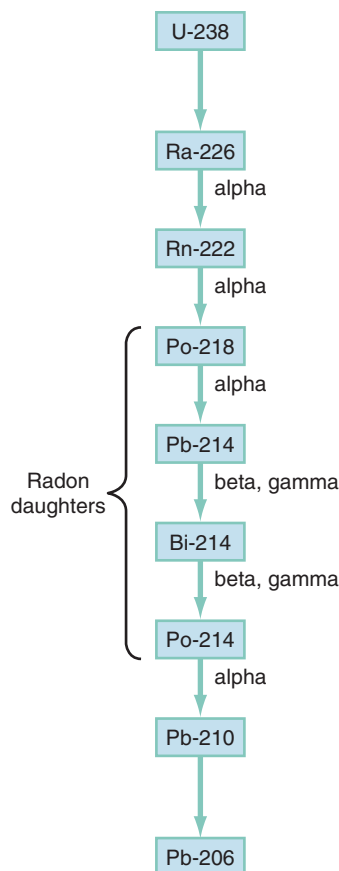 U-238
Ra-226
alpha
Rn-222
alpha
Po-218
alpha
Pb-214
beta, gamma
Radon
daughters
Bi-214
beta, gamma
Po-214
alpha
Pb-210
Pb-206